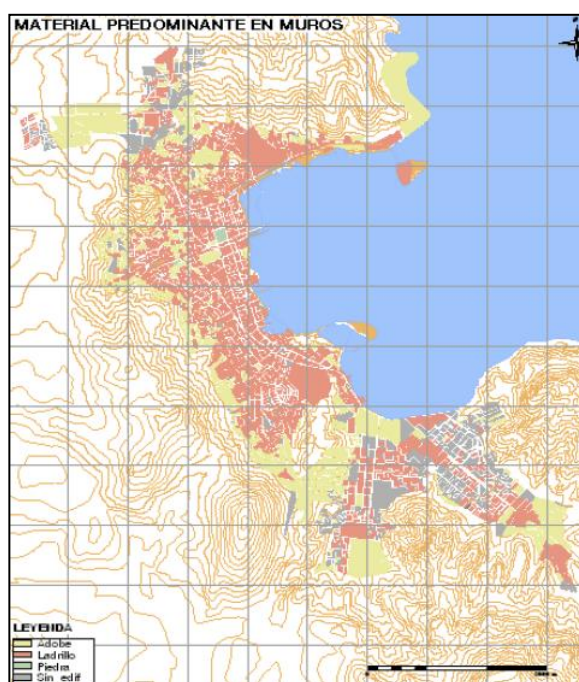 MATERIAL PREDOMINANTE EN MUROS
LEYENDA
Adobe
Ladrillo
Piedra
Sin edif